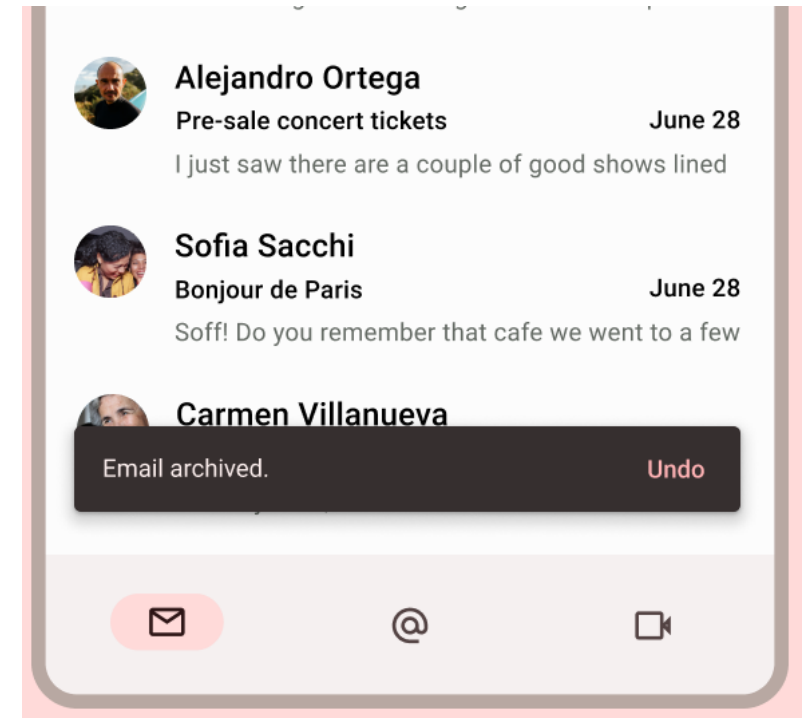 Alejandro Ortega
Pre-sale concert tickets June 28
I just saw there are a couple of good shows lined
Sofia Sacchi
Bonjour de Paris June 28
Soff! Do you remember that cafe we went to a few
Carmen Villanueva
Email archived. Undo